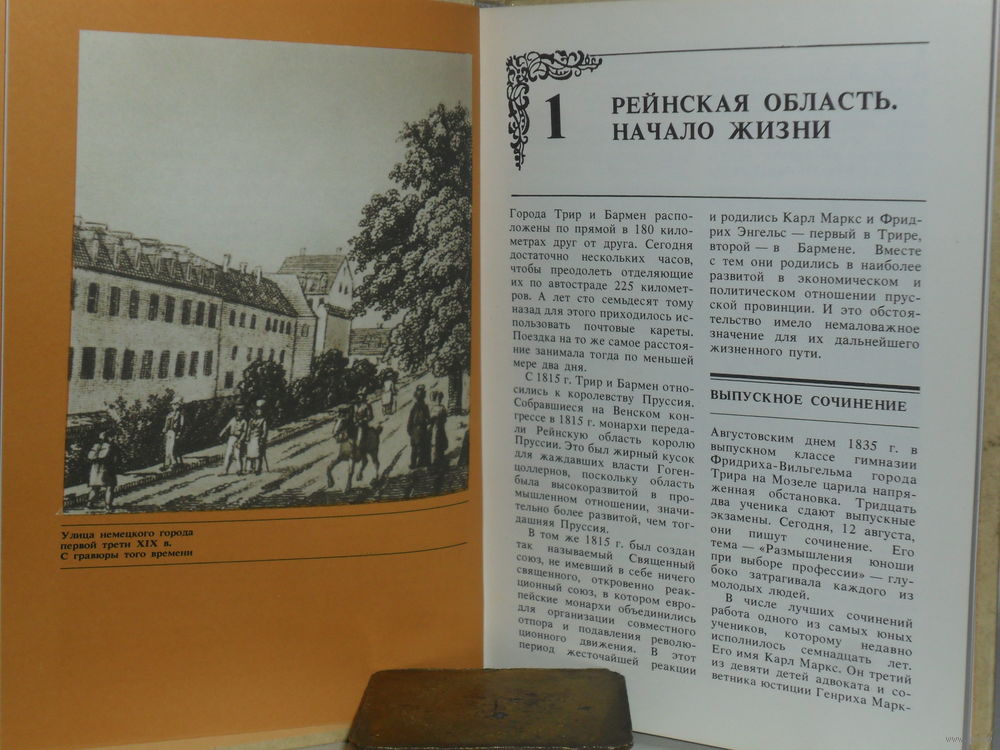 Улица немецкого города
первой трети XIX в.
С гравюры того времени
1
РЕЙНСКАЯ ОБЛАСТЬ.
НАЧАЛО ЖИЗНИ
Города Трир и Бармен распо-
ложены по прямой в 180 кило-
метрах друг от друга. Сегодня
достаточно нескольких часов,
чтобы преодолеть отделяющие
их по автостраде 225 километ-
ров. А лет сто семьдесят тому
назад для этого приходилось ис-
пользовать почтовые кареты.
Поездка на то же самое расстоя-
ние занимала тогда по меньшей
мере два дня.
С 1815 г. Трир и Бармен отно-
сились к королевству Пруссия.
Собравшиеся на Венском кон-
грессе в 1815 г. монархи переда-
ли Рейнскую область королю
Пруссии. Это был жирный кусок
для жаждавших власти Гоген-
цоллернов, поскольку область
была высокоразвитой в про-
мышленном отношении, значи-
тельно более развитой, чем тог-
дашняя Пруссия.
В том же 1815 г. был создан
так называемый Священный
союз, не имевший в себе ничего
священного, откровенно реак-
ционный союз, в котором евро-
пейские монархи объединились
для организации совместного
отпора и подавления револю-
ционного движения. В этот
период жесточайшей реакции
и родились Карл Маркс и Фрид-
рих Энгельс — первый в Трире,
второй — в Бармене. Вместе
с тем они родились в наиболее
развитой в экономическом и
политическом отношении прус-
ской провинции. И это обстоя-
тельство имело немаловажное
значение для их дальнейшего
жизненного пути.
ВЫПУСКНОЕ СОЧИНЕНИЕ
Августовским днем 1835 г. в
выпускном классе гимназии
Фридриха-Вильгельма города
Трира на Мозеле царила напря-
женная обстановка. Тридцать
два ученика сдают выпускные
экзамены. Сегодня, 12 августа,
они пишут сочинение. Его
тема — «Размышления юноши
при выборе профессии» — глу-
боко затрагивала каждого из
молодых людей.
В числе лучших сочинений
работа одного из самых юных
учеников, которому недавно
исполнилось семнадцать лет.
Его имя Карл Маркс. Он третий
из девяти детей адвоката и со-
ветника юстиции Генриха Марк-